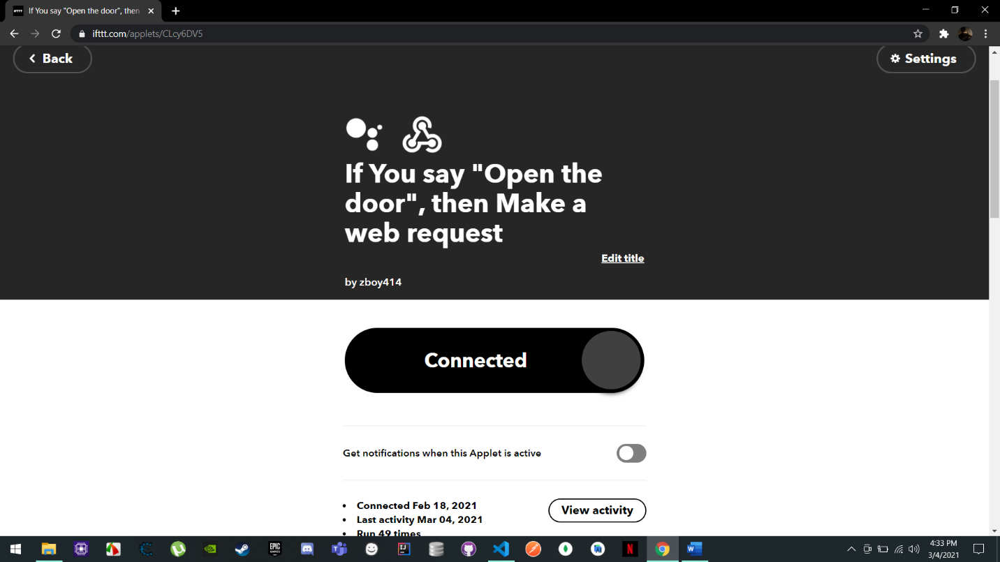 If You say "Open the door", then
ifttt.com/applets/CLcy6DV5
Back
Settings
If You say "Open the
door", then Make a
web request
Edit title
by zboy414
Connected
Get notifications when this Applet is active
• Connected Feb 18, 2021
• Last activity Mar 04, 2021
• Run 49 times
View activity
4:33 PM
3/4/2021